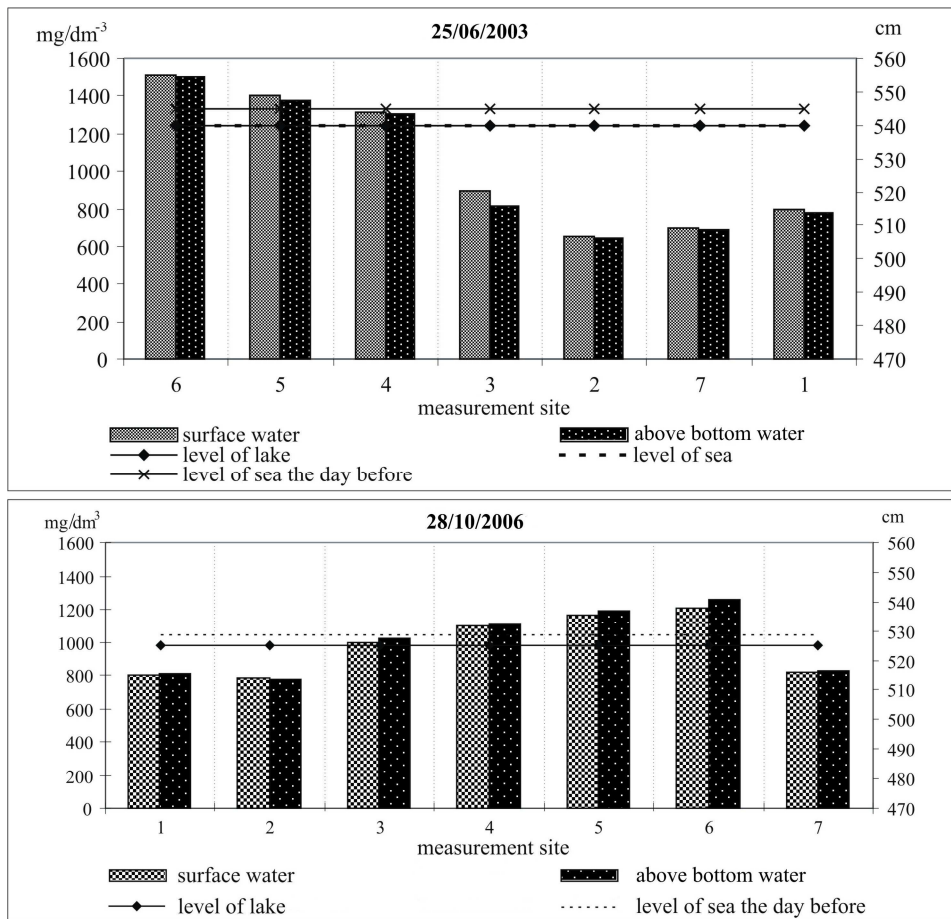 25/06/2003
mg/dm⁻³
cm
1600
1400
1200
1000
800
600
400
200
0
560
550
540
530
520
510
500
490
480
470
6 5 4 3 2 7 1
measurement site
surface water
above bottom water
level of lake
level of sea
level of sea the day before
28/10/2006
mg/dm³
cm
1600
1400
1200
1000
800
600
400
200
0
560
550
540
530
520
510
500
490
480
470
1 2 3 4 5 6 7
measurement site
surface water
above bottom water
level of lake
level of sea the day before